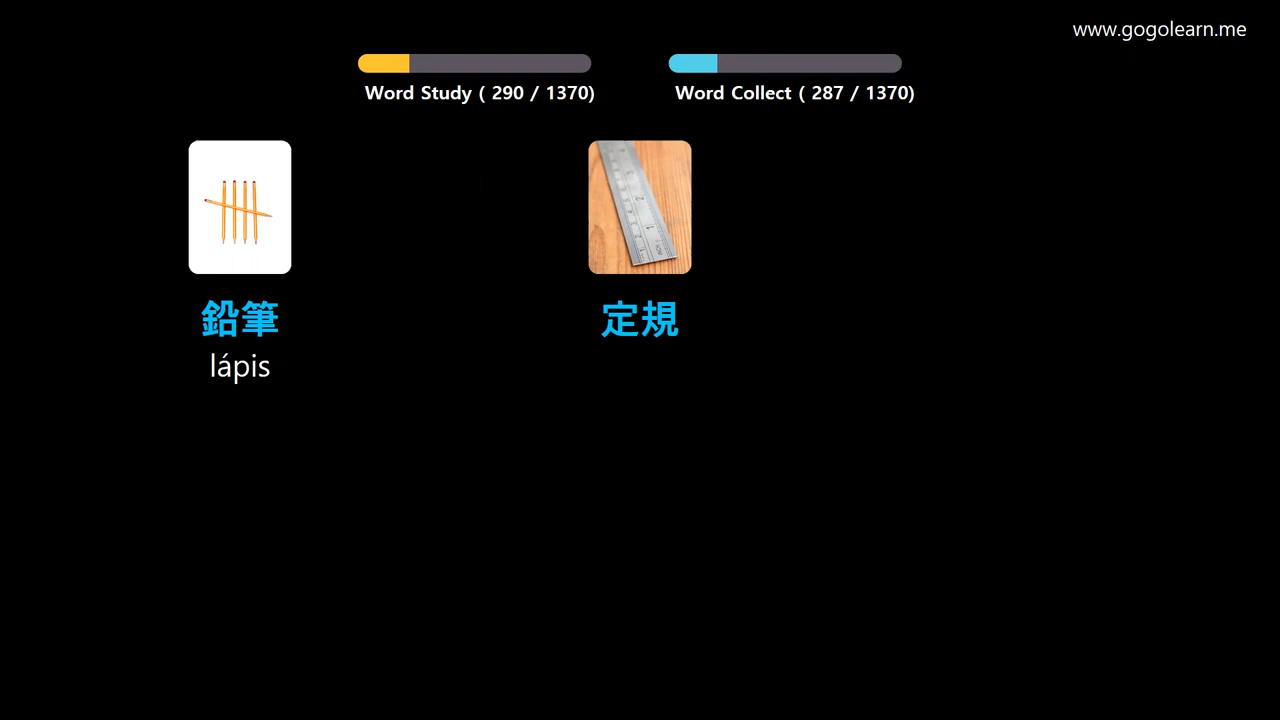 www.gogolearn.me
Word Study ( 290 / 1370)
Word Collect ( 287 / 1370)
鉛筆
定規
lápis